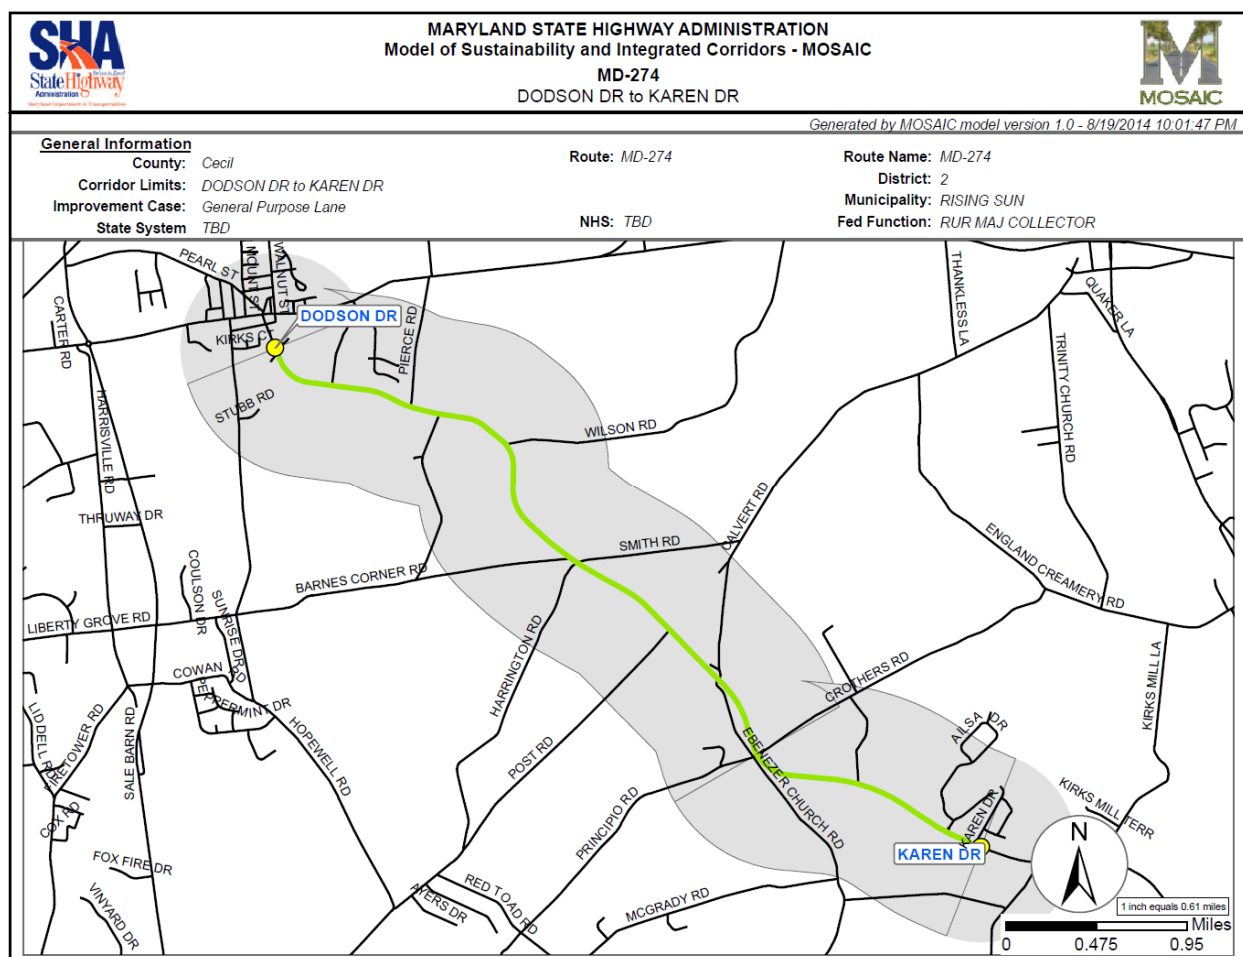 MARYLAND STATE HIGHWAY ADMINISTRATION
Model of Sustainability and Integrated Corridors - MOSAIC
MD-274
DODSON DR to KAREN DR
SHA
State Highway
Administration
Maryland Department of Transportation
M
MOSAIC
Generated by MOSAIC model version 1.0 - 8/19/2014 10:01:47 PM
General Information
County: Cecil
Route: MD-274
Route Name: MD-274
Corridor Limits: DODSON DR to KAREN DR
District: 2
Improvement Case: General Purpose Lane
Municipality: RISING SUN
State System TBD
NHS: TBD
Fed Function: RUR MAJ COLLECTOR
PEARL ST
MOUNT ST
WALNUT ST
THANKLESS LA
QUAKER LA
CARTER RD
DODSON DR
KIRKS CT
PIERCE RD
TRINITY CHURCH RD
STUBB RD
HARRISVILLE RD
WILSON RD
CALVERT RD
THRUWAY DR
SMITH RD
ENGLAND CREAMERY RD
COULSON DR
BARNES CORNER RD
LIBERTY GROVE RD
SUNRISE DR
HARRINGTON RD
COWAN RD
CROTHERS RD
KIRKS MILL LA
PEPPERMINT DR
LIDDELL RD
FIRETOWER RD
SALE BARN RD
HOPEWELL RD
POST RD
EBENEZER CHURCH RD
AILSA DR
COX RD
PRINCIPIO RD
KAREN DR
KIRKS MILL TERR
N
KAREN DR
FOX FIRE DR
VINYARD DR
AYERS DR
RED TOAD RD
MCGRADY RD
1 inch equals 0.61 miles
Miles
0 0.475 0.95